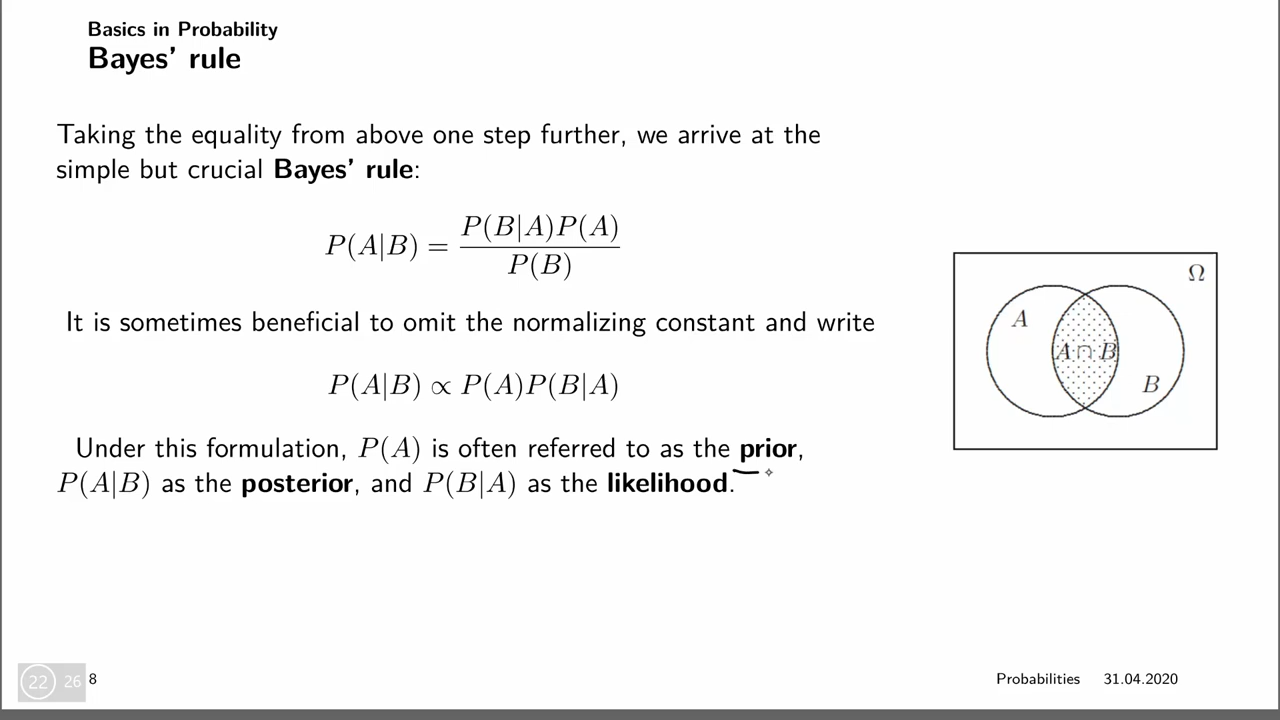 Basics in Probability
Bayes' rule
Taking the equality from above one step further, we arrive at the
simple but crucial Bayes' rule:
P(A|B) = P(B|A)P(A) / P(B)
It is sometimes beneficial to omit the normalizing constant and write
P(A|B) ∝ P(A)P(B|A)
Under this formulation, P(A) is often referred to as the prior,
P(A|B) as the posterior, and P(B|A) as the likelihood.
Ω
A
A ∩ B
B
22 26 8
Probabilities 31.04.2020